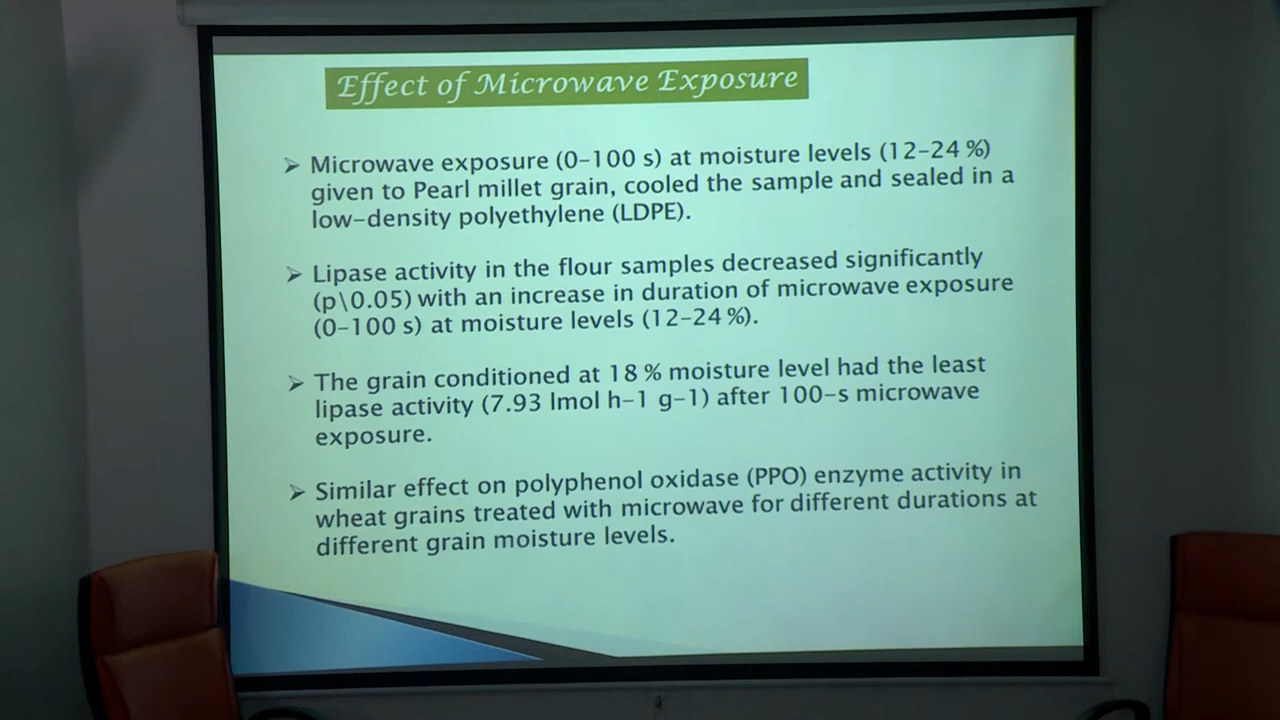 Effect of Microwave Exposure
➢ Microwave exposure (0-100 s) at moisture levels (12-24 %)
given to Pearl millet grain, cooled the sample and sealed in a
low-density polyethylene (LDPE).
➢ Lipase activity in the flour samples decreased significantly
(p\0.05) with an increase in duration of microwave exposure
(0-100 s) at moisture levels (12-24 %).
➢ The grain conditioned at 18 % moisture level had the least
lipase activity (7.93 lmol h-1 g-1) after 100-s microwave
exposure.
➢ Similar effect on polyphenol oxidase (PPO) enzyme activity in
wheat grains treated with microwave for different durations at
different grain moisture levels.